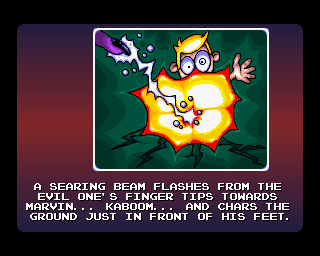 A SEARING BEAM FLASHES FROM THE
EVIL ONE'S FINGER TIPS TOWARDS
MARVIN... KABOOM... AND CHARS THE
GROUND JUST IN FRONT OF HIS FEET.